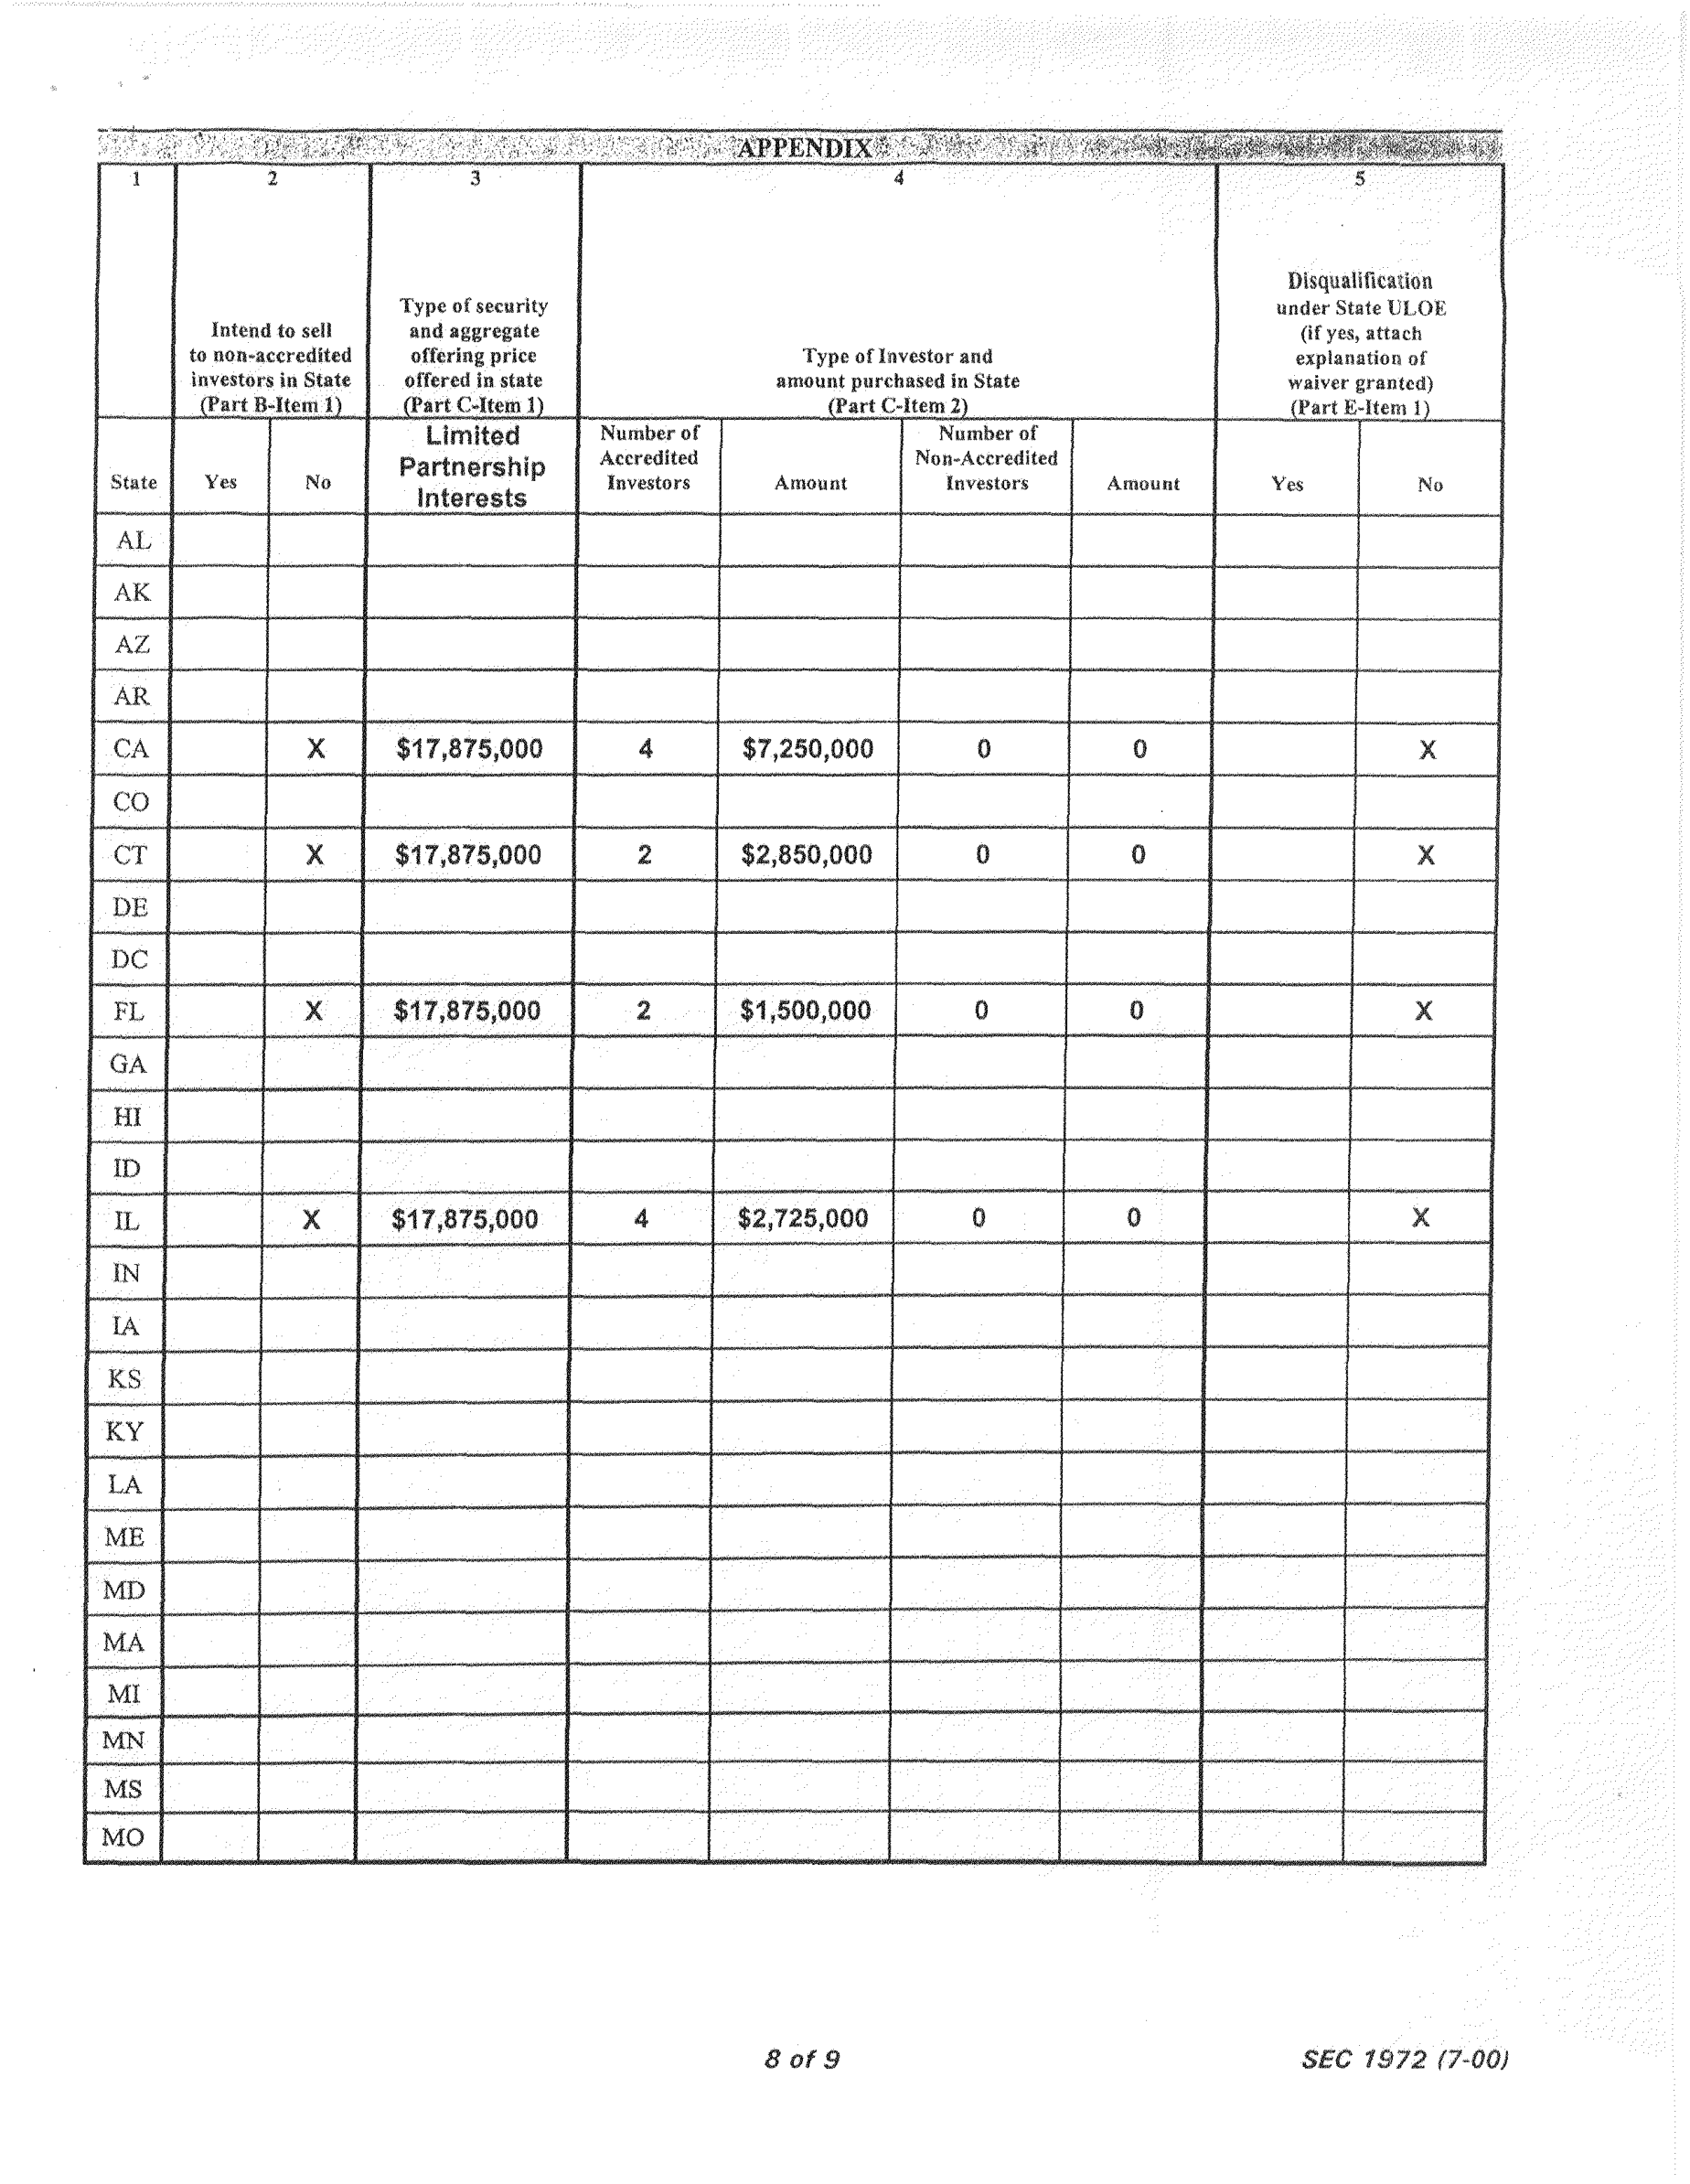 APPENDIX
1 2 3 4 5
Intend to sell
to non-accredited
investors in State
(Part B-Item 1)
Type of security
and aggregate
offering price
offered in state
(Part C-Item 1)
Type of Investor and
amount purchased in State
(Part C-Item 2)
Disqualification
under State ULOE
(if yes, attach
explanation of
waiver granted)
(Part E-Item 1)
State Yes No
Limited
Partnership
Interests
Number of
Accredited
Investors
Amount
Number of
Non-Accredited
Investors
Amount Yes No
AL
AK
AZ
AR
CA X $17,875,000 4 $7,250,000 0 0 X
CO
CT X $17,875,000 2 $2,850,000 0 0 X
DE
DC
FL X $17,875,000 2 $1,500,000 0 0 X
GA
HI
ID
IL X $17,875,000 4 $2,725,000 0 0 X
IN
IA
KS
KY
LA
ME
MD
MA
MI
MN
MS
MO
8 of 9 SEC 1972 (7-00)